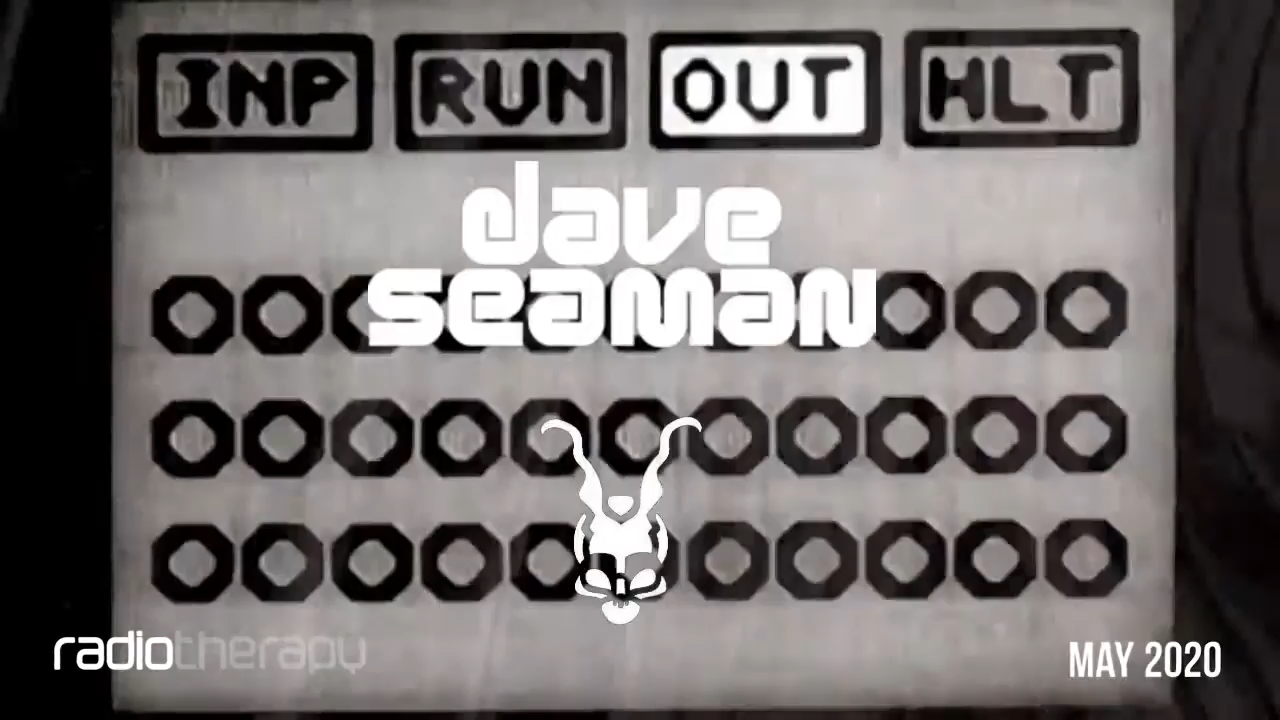 INP RUN OUT HLT
dave
seaman
radiotherapy
MAY 2020